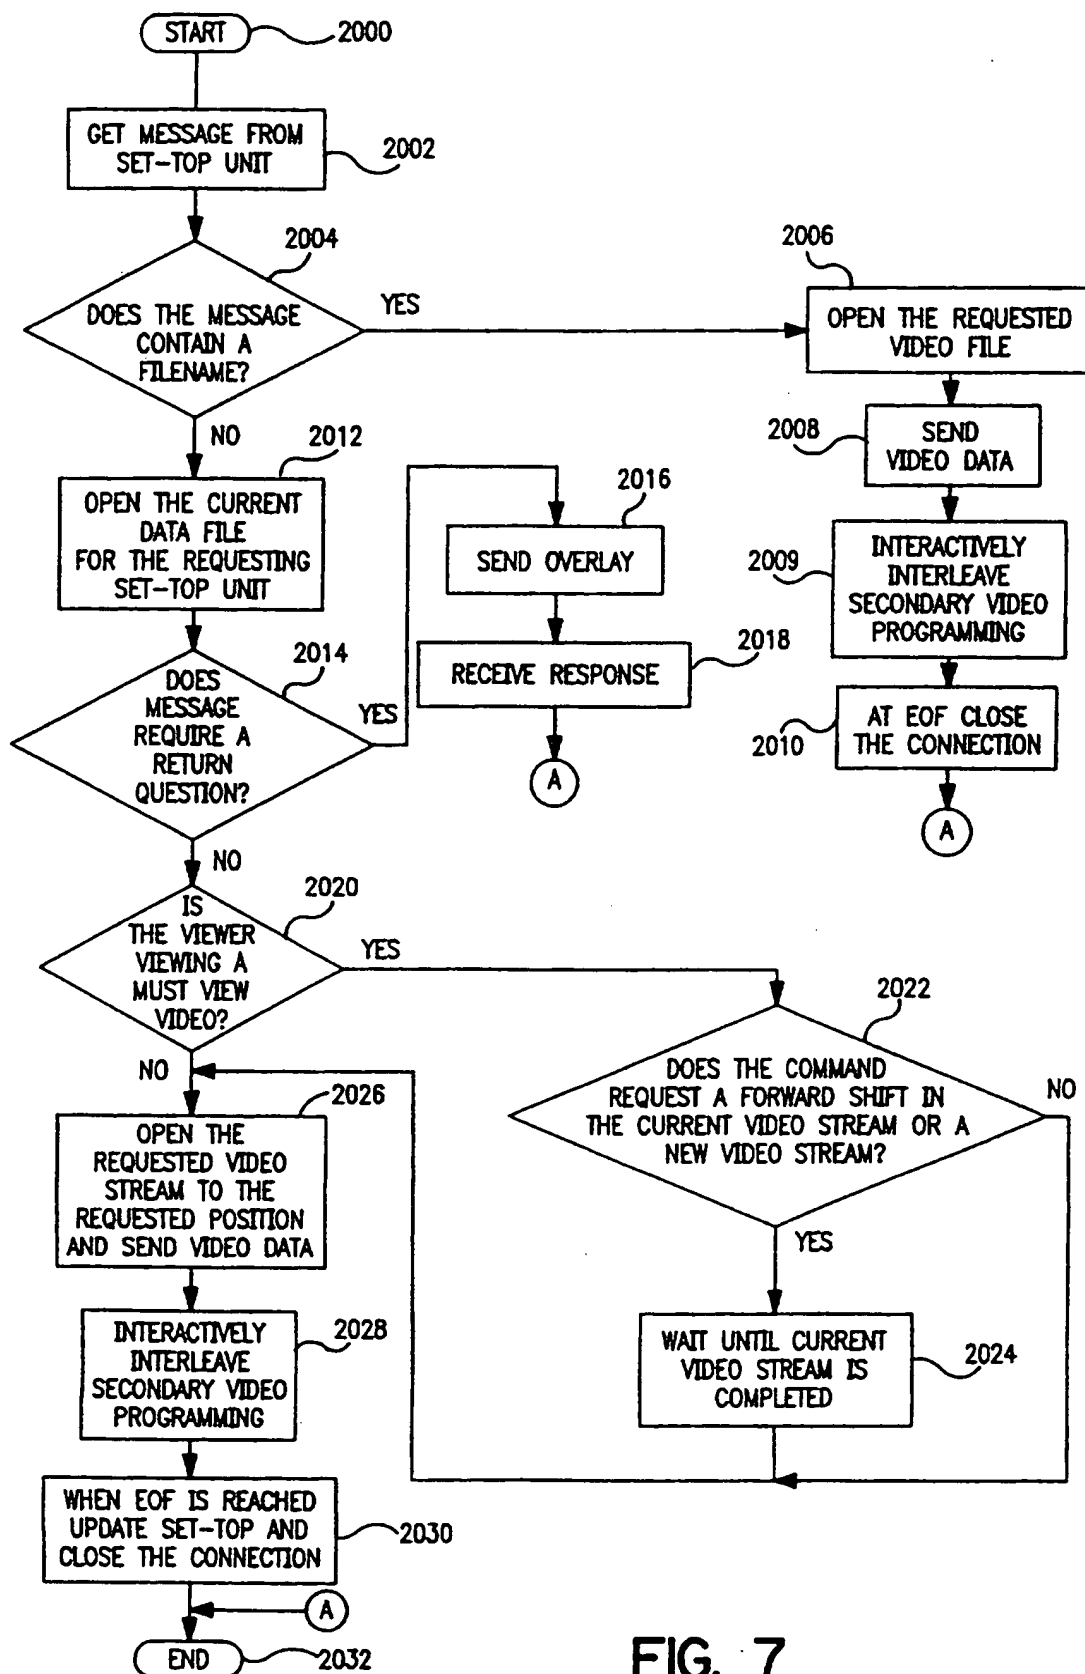 START
2000
GET MESSAGE FROM
SET-TOP UNIT
2002
2004
DOES THE MESSAGE
CONTAIN A
FILENAME?
YES
NO
2006
OPEN THE REQUESTED
VIDEO FILE
2008
SEND
VIDEO DATA
2009
INTERACTIVELY
INTERLEAVE
SECONDARY VIDEO
PROGRAMMING
2010
AT EOF CLOSE
THE CONNECTION
A
2012
OPEN THE CURRENT
DATA FILE
FOR THE REQUESTING
SET-TOP UNIT
2014
DOES
MESSAGE
REQUIRE A
RETURN
QUESTION?
YES
NO
2016
SEND OVERLAY
RECEIVE RESPONSE
2018
A
2020
IS
THE VIEWER
VIEWING A
MUST VIEW
VIDEO?
YES
NO
2022
DOES THE COMMAND
REQUEST A FORWARD SHIFT IN
THE CURRENT VIDEO STREAM OR A
NEW VIDEO STREAM?
NO
YES
WAIT UNTIL CURRENT
VIDEO STREAM IS
COMPLETED
2024
2026
OPEN THE
REQUESTED VIDEO
STREAM TO THE
REQUESTED POSITION
AND SEND VIDEO DATA
INTERACTIVELY
INTERLEAVE
SECONDARY VIDEO
PROGRAMMING
2028
WHEN EOF IS REACHED
UPDATE SET-TOP AND
CLOSE THE CONNECTION
2030
A
END
2032
FIG. 7